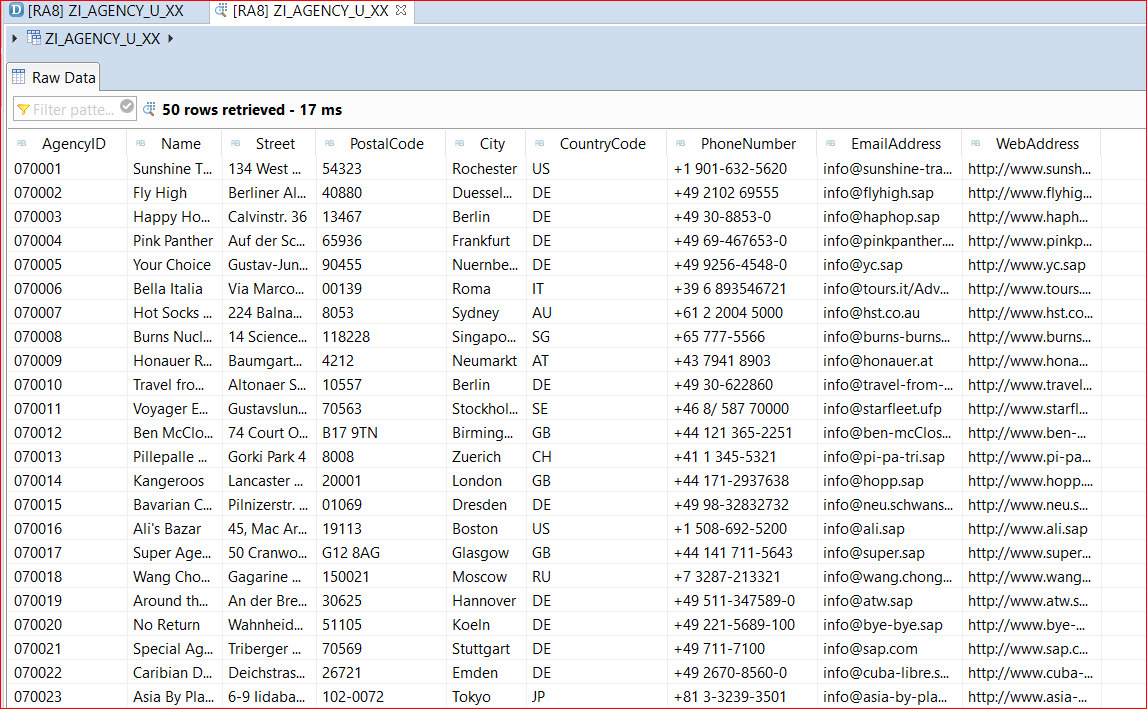 [RA8] ZI_AGENCY_U_XX [RA8] ZI_AGENCY_U_XX
ZI_AGENCY_U_XX
Raw Data
Filter patte... 50 rows retrieved - 17 ms
AgencyID Name Street PostalCode City CountryCode PhoneNumber EmailAddress WebAddress
070001 Sunshine T... 134 West ... 54323 Rochester US +1 901-632-5620 info@sunshine-tra... http://www.sunsh...
070002 Fly High Berliner Al... 40880 Duessel... DE +49 2102 69555 info@flyhigh.sap http://www.flyhig...
070003 Happy Ho... Calvinstr. 36 13467 Berlin DE +49 30-8853-0 info@haphop.sap http://www.haph...
070004 Pink Panther Auf der Sc... 65936 Frankfurt DE +49 69-467653-0 info@pinkpanther.... http://www.pinkp...
070005 Your Choice Gustav-Jun... 90455 Nuernbe... DE +49 9256-4548-0 info@yc.sap http://www.yc.sap
070006 Bella Italia Via Marco... 00139 Roma IT +39 6 893546721 info@tours.it/Adv... http://www.tours....
070007 Hot Socks ... 224 Balna... 8053 Sydney AU +61 2 2004 5000 info@hst.co.au http://www.hst.co...
070008 Burns Nucl... 14 Science... 118228 Singapo... SG +65 777-5566 info@burns-burns... http://www.burns...
070009 Honauer R... Baumgart... 4212 Neumarkt AT +43 7941 8903 info@honauer.at http://www.hona...
070010 Travel fro... Altonaer S... 10557 Berlin DE +49 30-622860 info@travel-from-... http://www.travel...
070011 Voyager E... Gustavslun... 70563 Stockhol... SE +46 8/ 587 70000 info@starfleet.ufp http://www.starfl...
070012 Ben McClo... 74 Court O... B17 9TN Birming... GB +44 121 365-2251 info@ben-mcClos... http://www.ben-...
070013 Pillepalle ... Gorki Park 4 8008 Zuerich CH +41 1 345-5321 info@pi-pa-tri.sap http://www.pi-pa...
070014 Kangeroos Lancaster ... 20001 London GB +44 171-2937638 info@hopp.sap http://www.hopp....
070015 Bavarian C... Pilnizerstr. ... 01069 Dresden DE +49 98-32832732 info@neu.schwans... http://www.neu.s...
070016 Ali's Bazar 45, Mac Ar... 19113 Boston US +1 508-692-5200 info@ali.sap http://www.ali.sap
070017 Super Age... 50 Cranwo... G12 8AG Glasgow GB +44 141 711-5643 info@super.sap http://www.super...
070018 Wang Cho... Gagarine ... 150021 Moscow RU +7 3287-213321 info@wang.chong... http://www.wang...
070019 Around th... An der Bre... 30625 Hannover DE +49 511-347589-0 info@atw.sap http://www.atw.s...
070020 No Return Wahnheid... 51105 Koeln DE +49 221-5689-100 info@bye-bye.sap http://www.bye-...
070021 Special Ag... Triberger ... 70569 Stuttgart DE +49 711-7100 info@sap.com http://www.sap.c...
070022 Caribian D... Deichstras... 26721 Emden DE +49 2670-8560-0 info@cuba-libre.s... http://www.cuba-...
070023 Asia By Pla... 6-9 Iidaba... 102-0072 Tokyo JP +81 3-3239-3501 info@asia-by-pla... http://www.asia-...